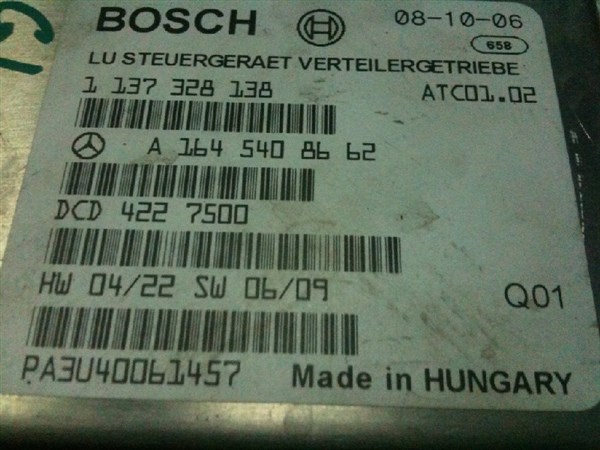 BOSCH 08-10-06
658
LU STEUERGERAET VERTEILERGETRIEBE
1 137 328 138 ATC01.02
A 164 540 86 62
DCD 422 7500
HW 04/22 SW 06/09 Q01
PA3U40061457 Made in HUNGARY